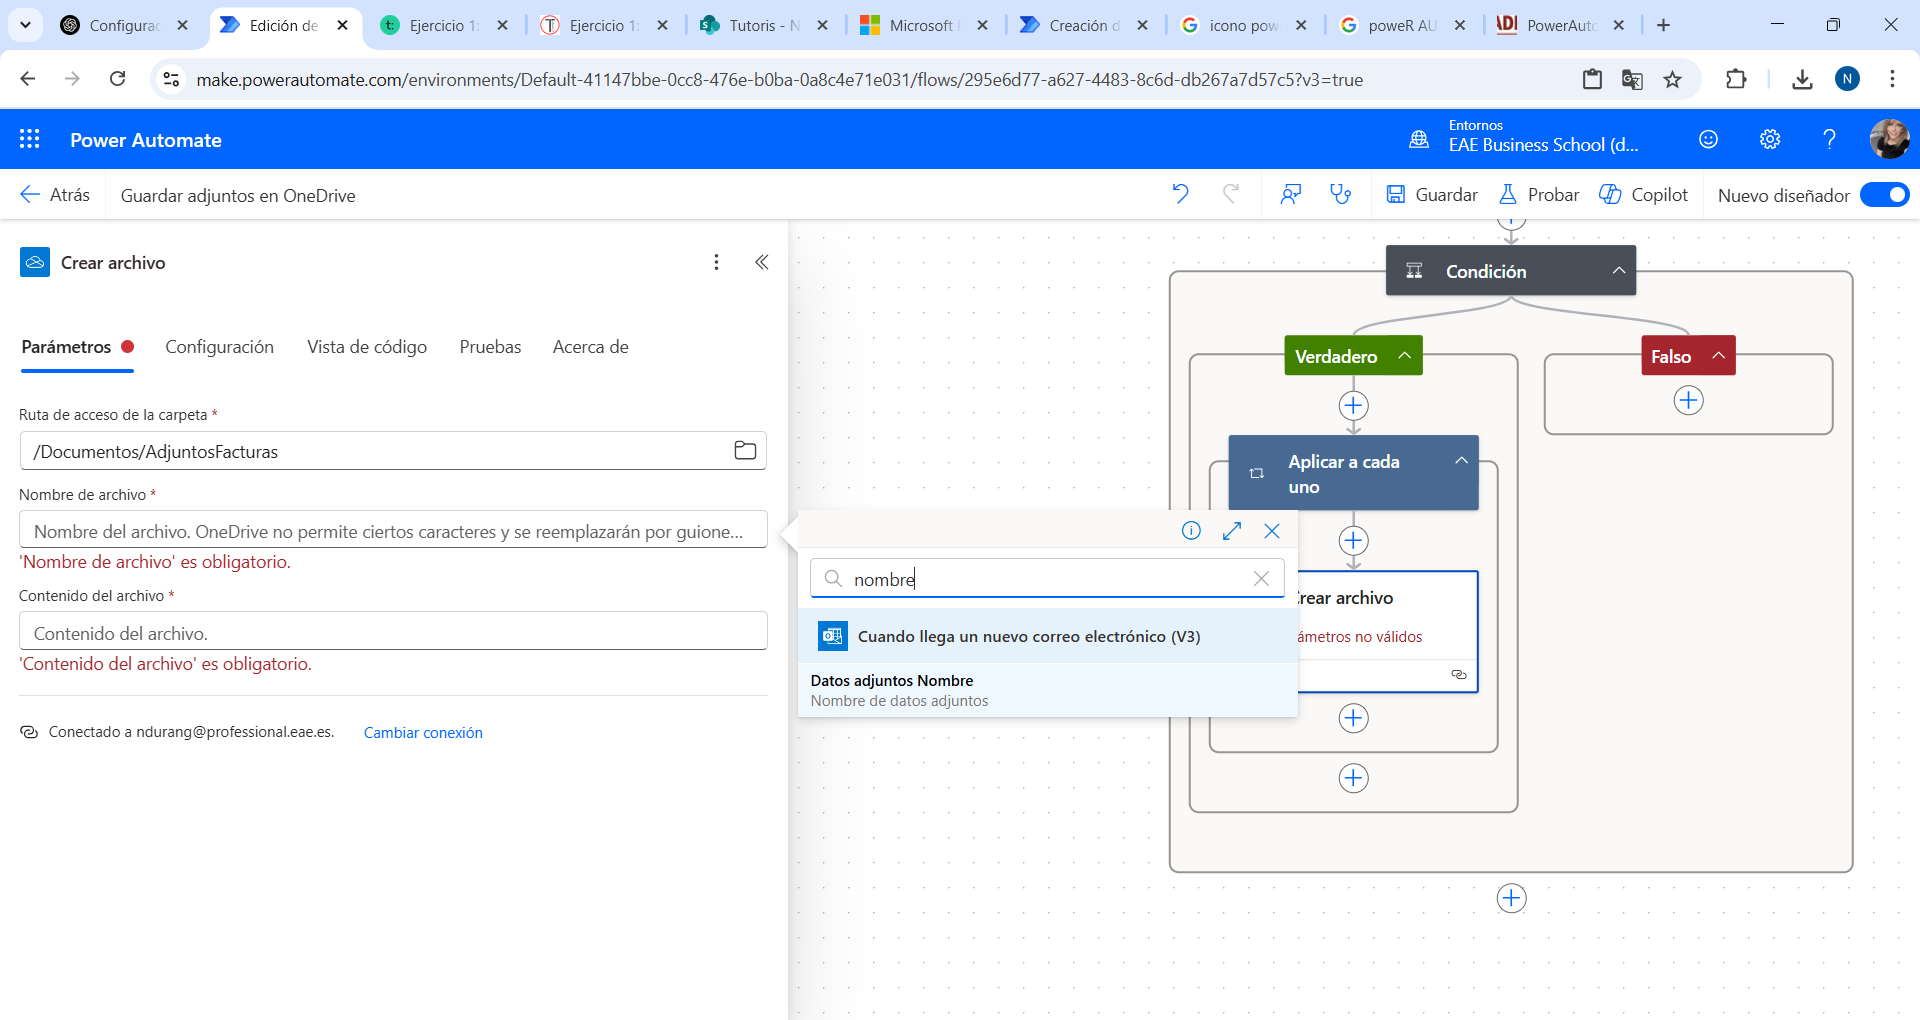 Configurac
Edición de
Ejercicio 1:
Ejercicio 1:
Tutoris - N
Microsoft P
Creación d
icono pow
poweR AU
PowerAuto
make.powerautomate.com/environments/Default-41147bbe-0cc8-476e-b0ba-0a8c4e71e031/flows/295e6d77-a627-4483-8c6d-db267a7d57c5?v3=true
N
Power Automate
Entornos
EAE Business School (d...
Atrás
Guardar adjuntos en OneDrive
Guardar
Probar
Copilot
Nuevo diseñador
Crear archivo
Parámetros
Configuración
Vista de código
Pruebas
Acerca de
Ruta de acceso de la carpeta *
/Documentos/AdjuntosFacturas
Nombre de archivo *
Nombre del archivo. OneDrive no permite ciertos caracteres y se reemplazarán por guione...
'Nombre de archivo' es obligatorio.
Contenido del archivo *
Contenido del archivo.
'Contenido del archivo' es obligatorio.
Conectado a ndurang@professional.eae.es.
Cambiar conexión
nombre
Cuando llega un nuevo correo electrónico (V3)
Datos adjuntos Nombre
Nombre de datos adjuntos
Condición
Verdadero
Falso
Aplicar a cada
uno
rear archivo
ámetros no válidos